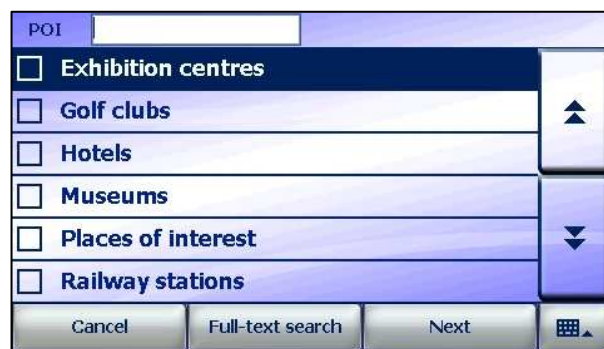 POI
Exhibition centres
Golf clubs
Hotels
Museums
Places of interest
Railway stations
Cancel Full-text search Next